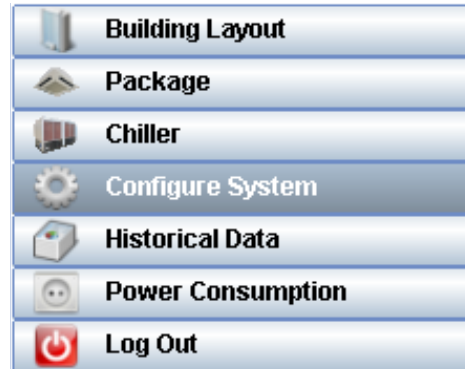 Building Layout
Package
Chiller
Configure System
Historical Data
Power Consumption
Log Out